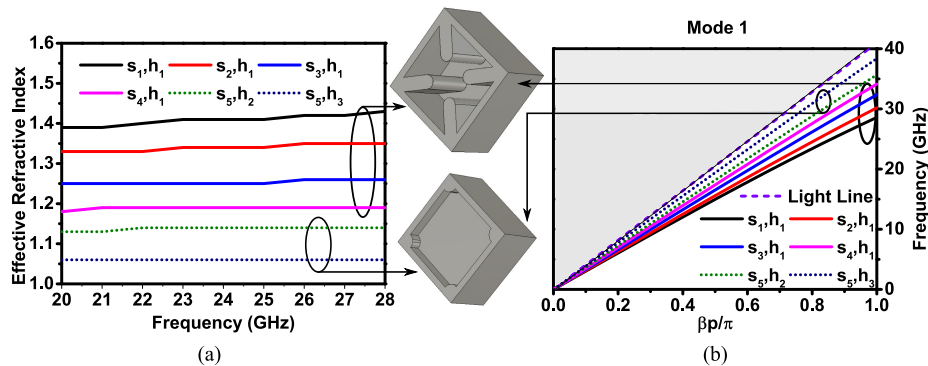 Mode 1
1.6
1.5
1.4
1.3
1.2
1.1
1.0
Effective Refractive Index
s₁,h₁ s₂,h₁ s₃,h₁
s₄,h₁ s₅,h₂ s₅,h₃
20 21 22 23 24 25 26 27 28
Frequency (GHz)
(a)
40
30
20
10
0
Frequency (GHz)
Light Line
s₁,h₁ s₂,h₁
s₃,h₁ s₄,h₁
s₅,h₂ s₅,h₃
0.0 0.2 0.4 0.6 0.8 1.0
βp/π
(b)